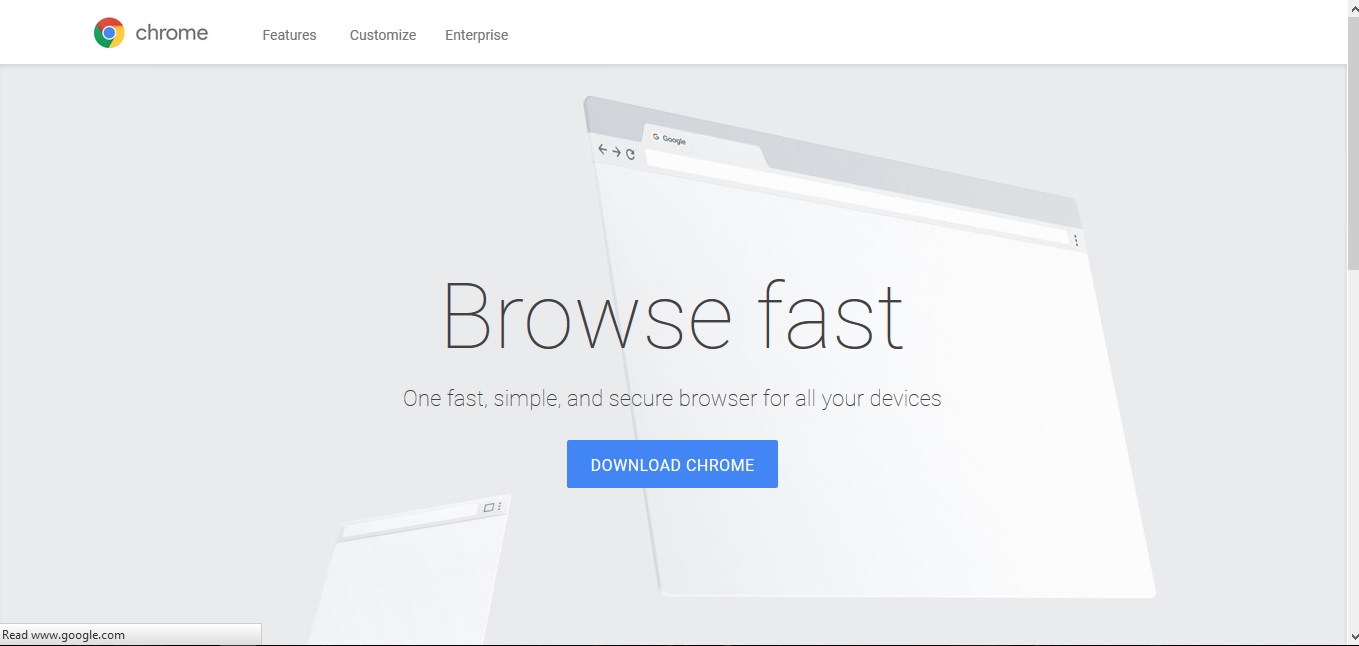 chrome
Features
Customize
Enterprise
Google
Browse fast
One fast, simple, and secure browser for all your devices
DOWNLOAD CHROME
Read www.google.com